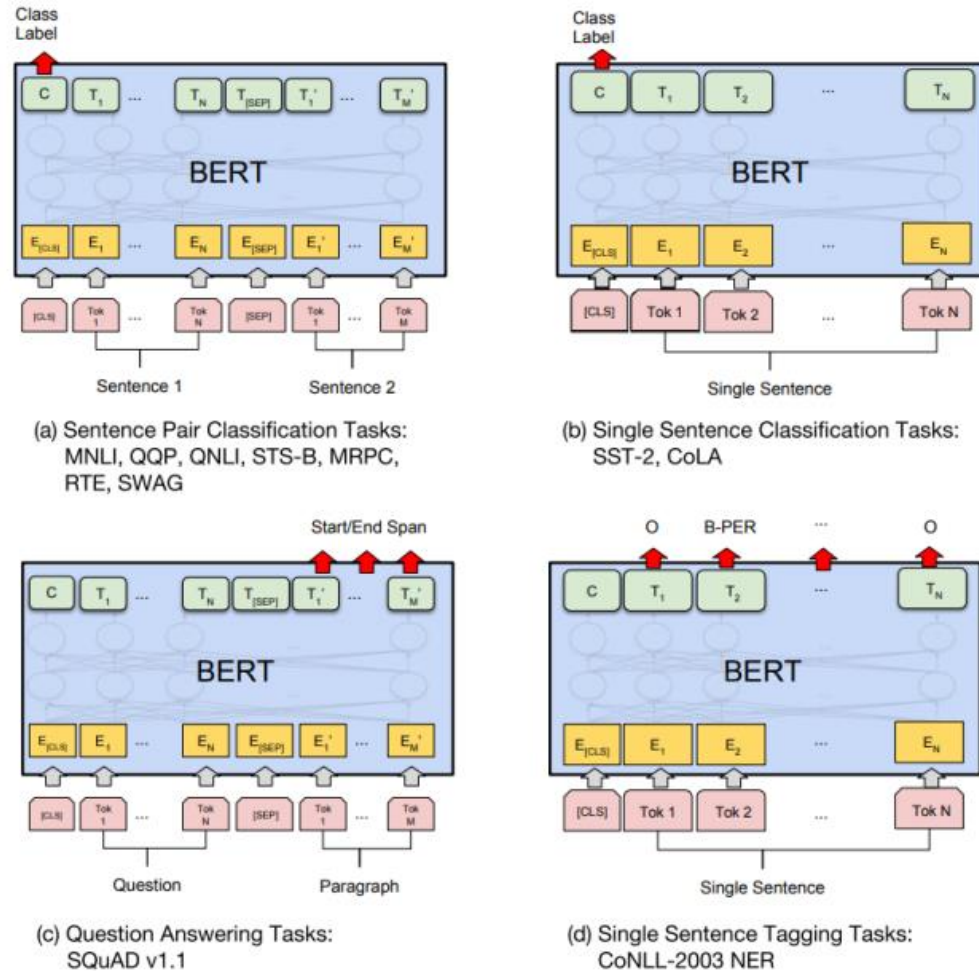 Class
Label
C T1 ... TN T[SEP] T1' ... TM'
BERT
E[CLS] E1 ... EN E[SEP] E1' ... EM'
[CLS] Tok 1 ... Tok N [SEP] Tok 1 ... Tok M
Sentence 1 Sentence 2
(a) Sentence Pair Classification Tasks:
MNLI, QQP, QNLI, STS-B, MRPC,
RTE, SWAG
Class
Label
C T1 T2 ... TN
BERT
E[CLS] E1 E2 ... EN
[CLS] Tok 1 Tok 2 ... Tok N
Single Sentence
(b) Single Sentence Classification Tasks:
SST-2, CoLA
Start/End Span
C T1 ... TN T[SEP] T1' ... TM'
BERT
E[CLS] E1 ... EN E[SEP] E1' ... EM'
[CLS] Tok 1 ... Tok N [SEP] Tok 1 ... Tok M
Question Paragraph
(c) Question Answering Tasks:
SQuAD v1.1
O B-PER ... O
C T1 T2 ... TN
BERT
E[CLS] E1 E2 ... EN
[CLS] Tok 1 Tok 2 ... Tok N
Single Sentence
(d) Single Sentence Tagging Tasks:
CoNLL-2003 NER